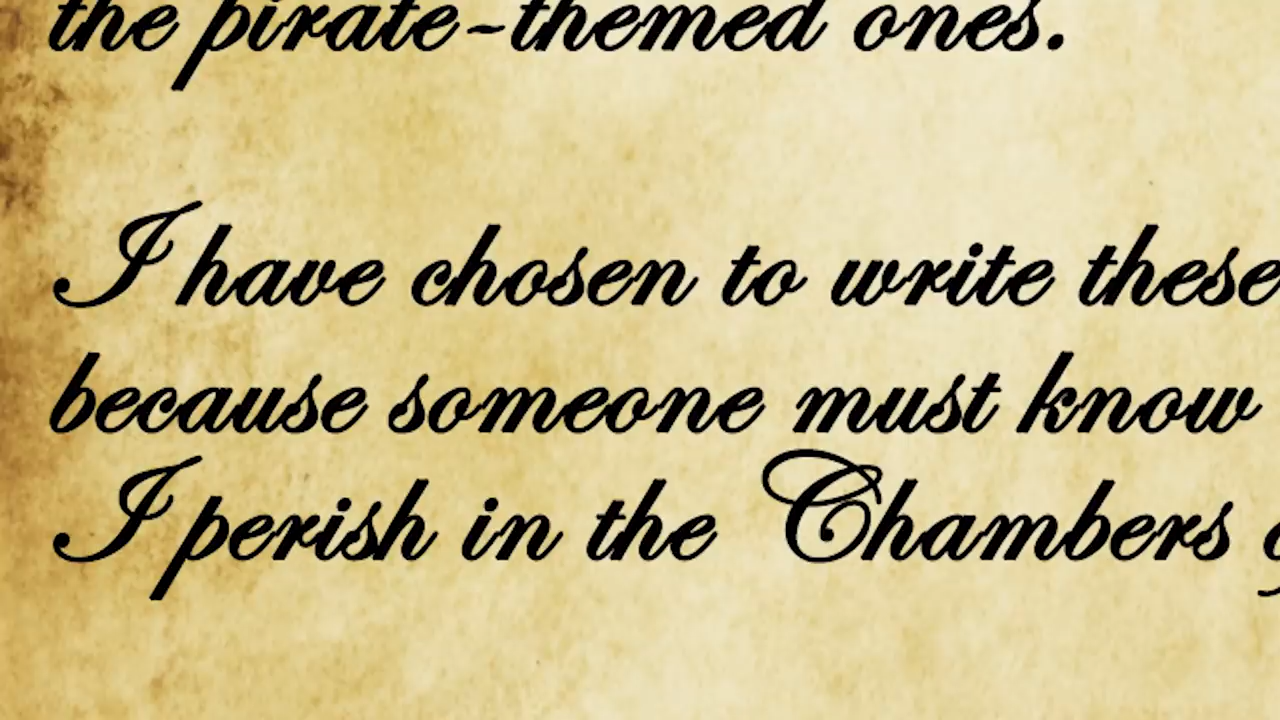 the pirate-themed ones.
I have chosen to write these
because someone must know
I perish in the Chambers